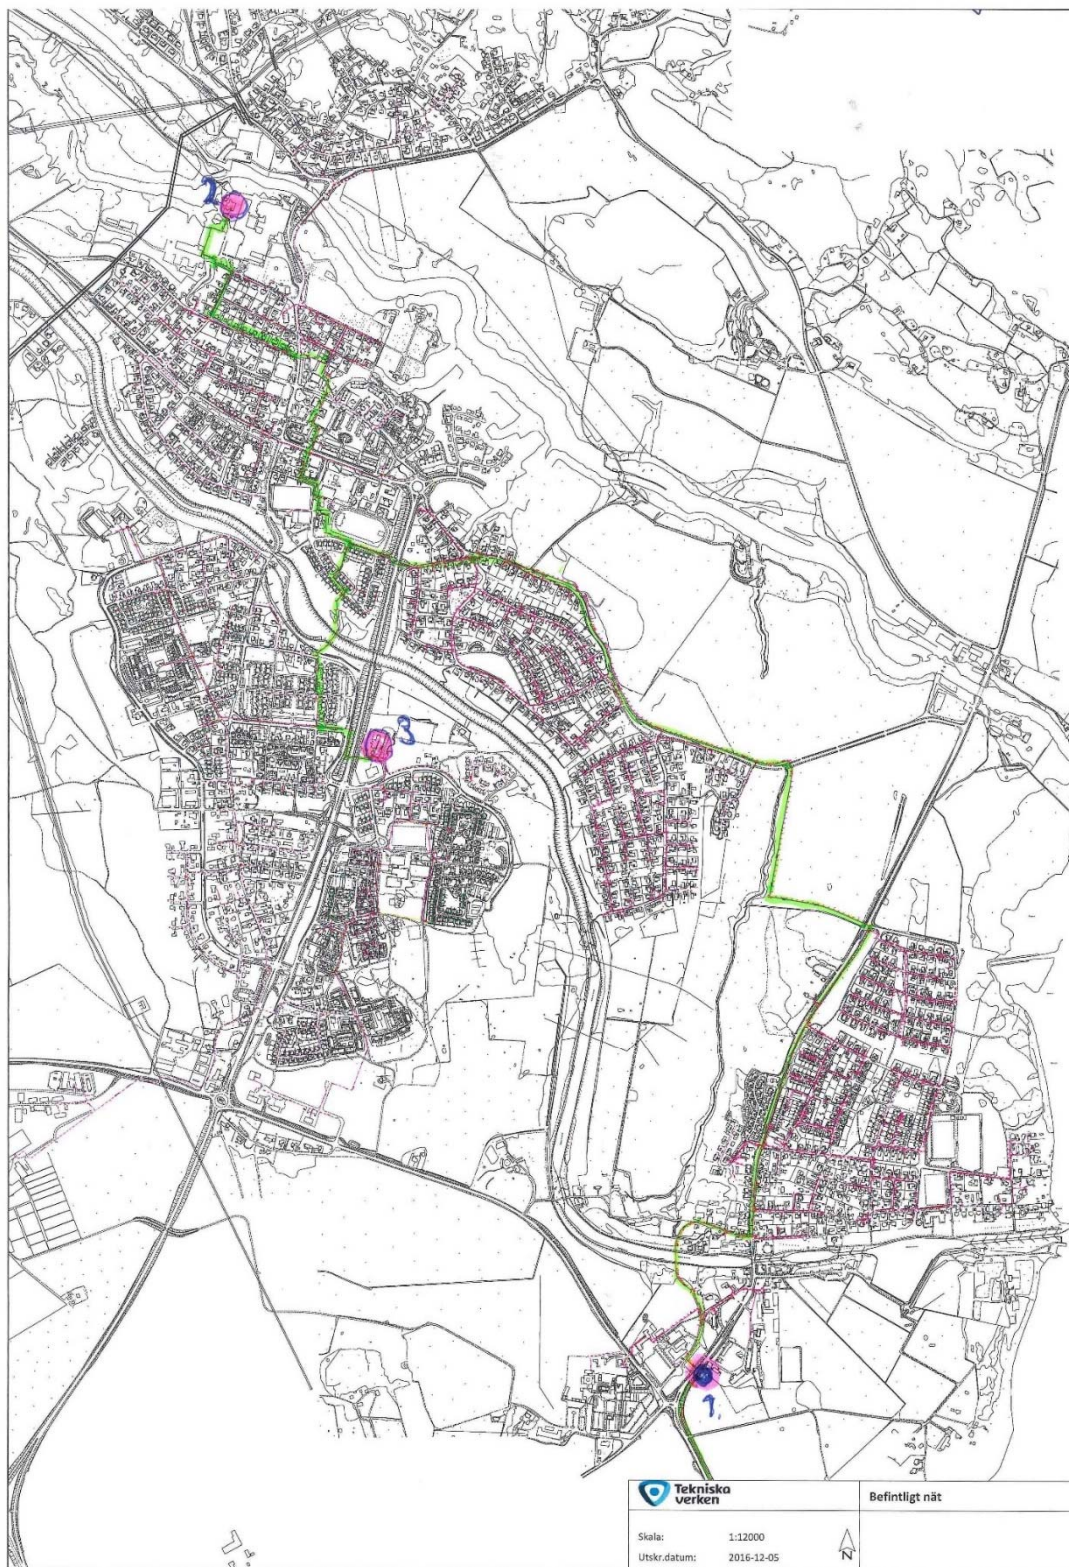 2
3
1.
Tekniska
verken
Befintligt nät
Skala: 1:12000
Utskr.datum: 2016-12-05
N